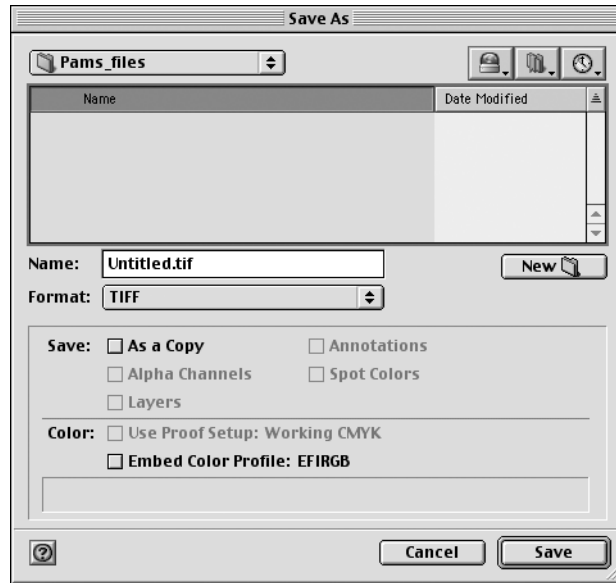 Save As
Pams_files
Name Date Modified
Name: Untitled.tif New
Format: TIFF
Save: As a Copy Annotations
Alpha Channels Spot Colors
Layers
Color: Use Proof Setup: Working CMYK
Embed Color Profile: EFIRGB
? Cancel Save